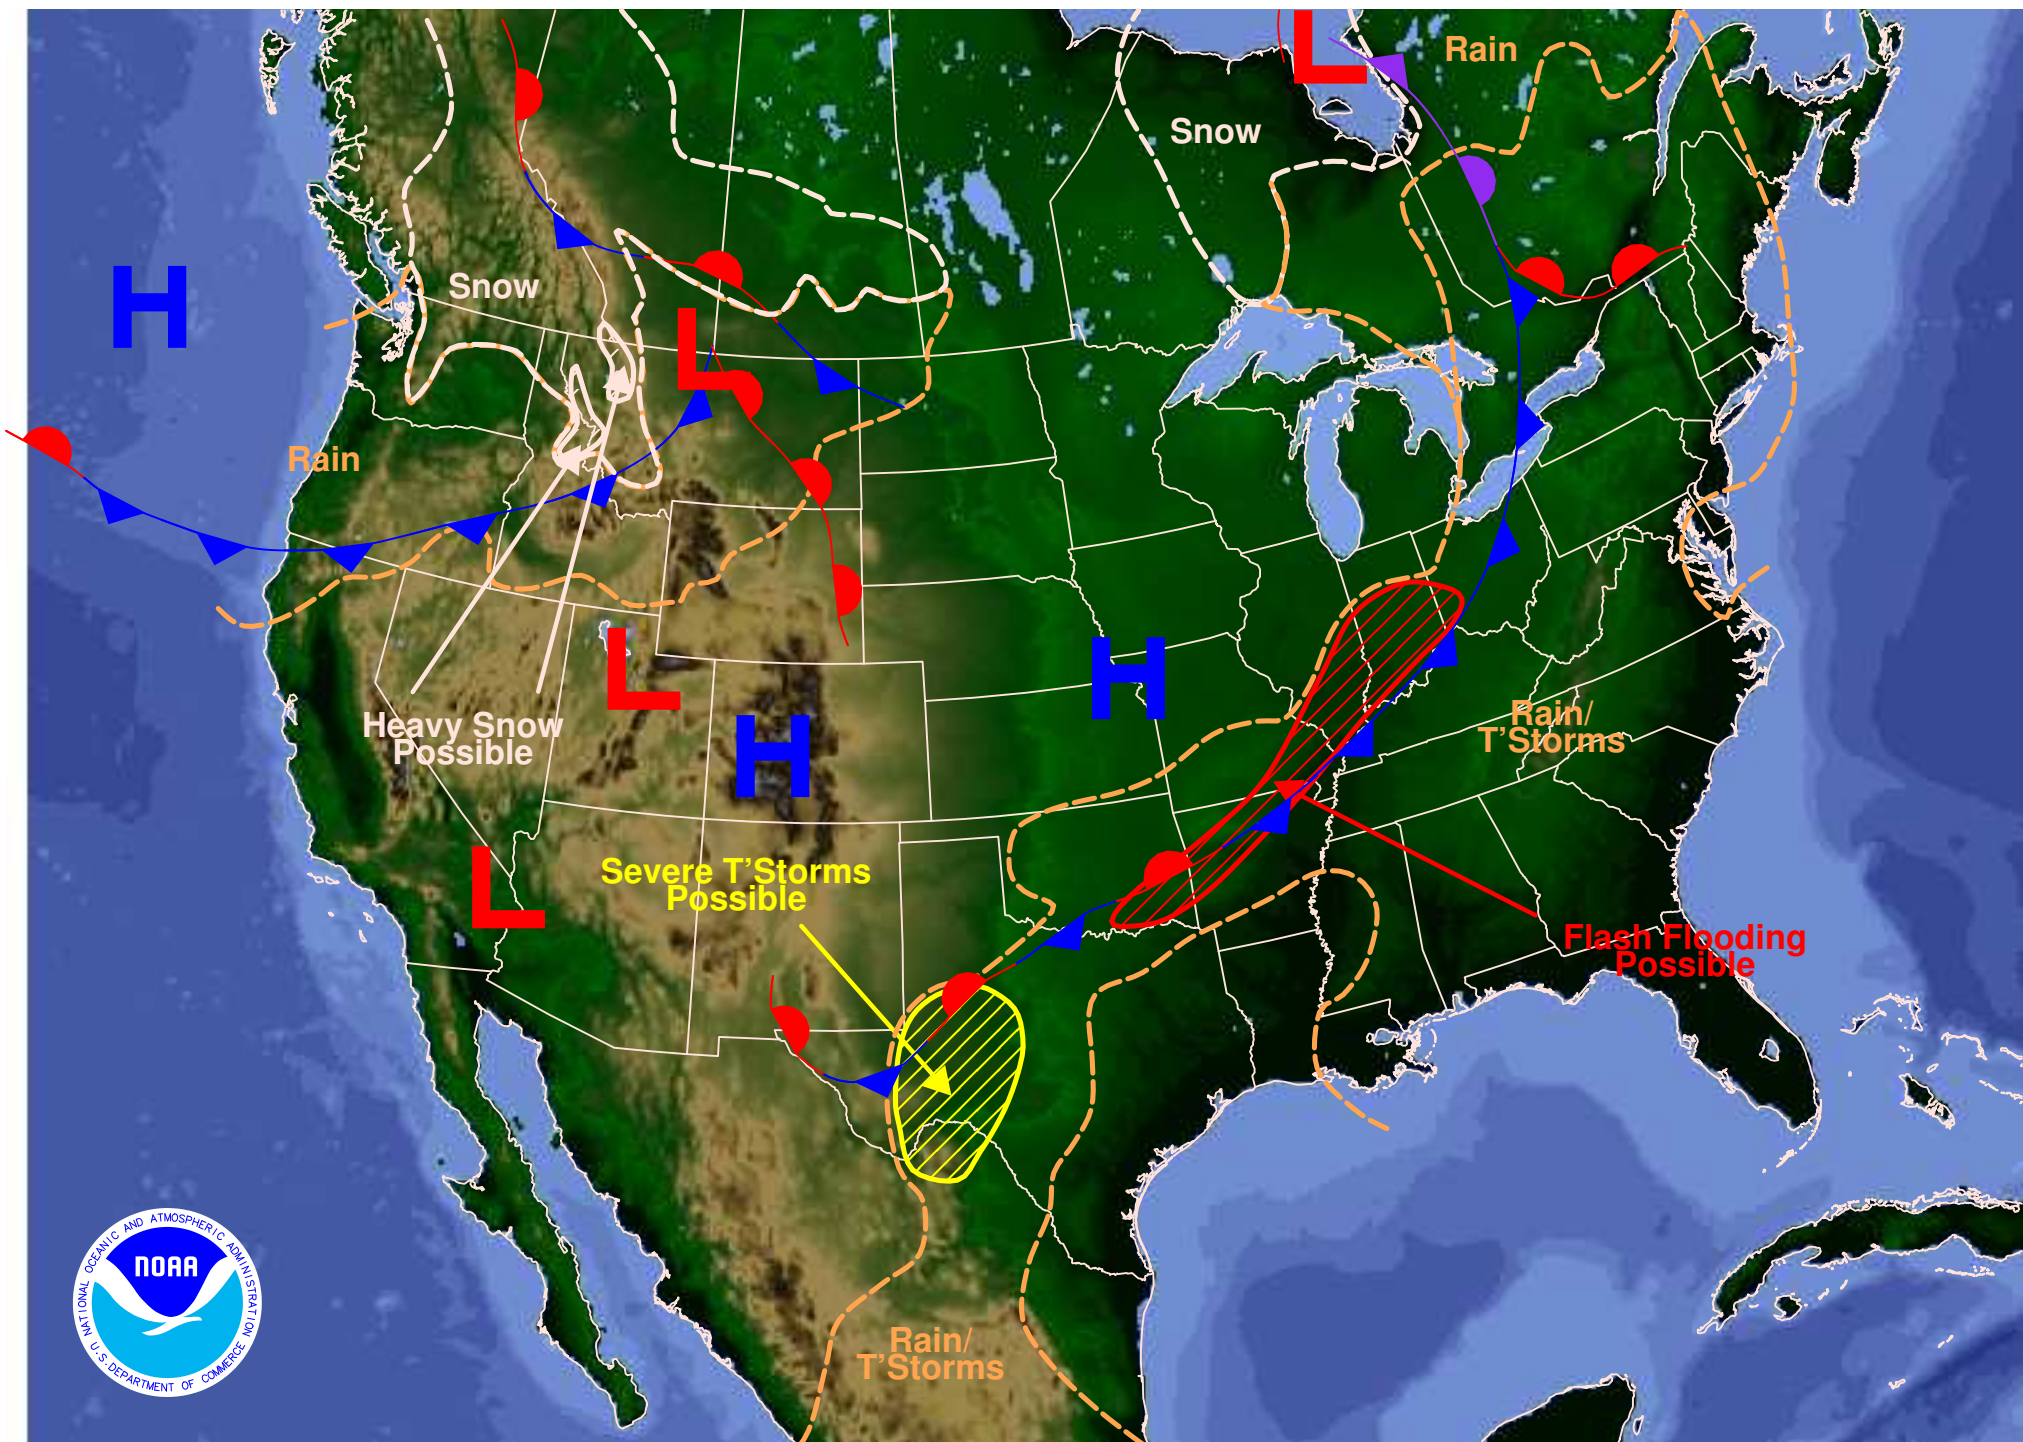 L
Rain
Snow
H
Snow
L
Rain
L
H
Heavy Snow
Possible
H
Rain/
T'Storms
L
Severe T'Storms
Possible
Flash Flooding
Possible
NATIONAL OCEANIC AND ATMOSPHERIC ADMINISTRATION
NOAA
U.S. DEPARTMENT OF COMMERCE
Rain/
T'Storms